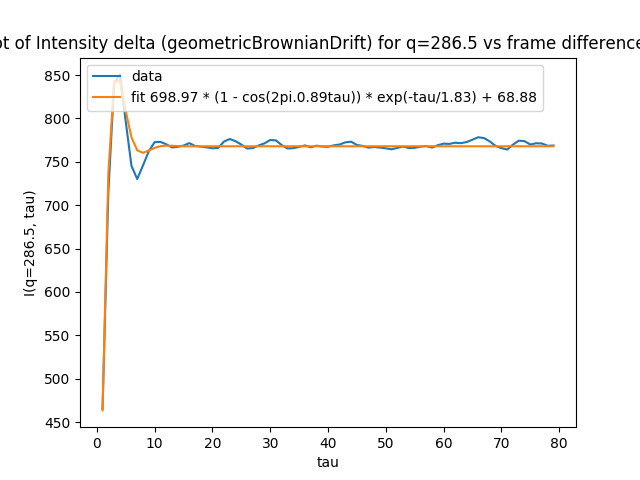 ot of Intensity delta (geometricBrownianDrift) for q=286.5 vs frame difference
data
fit 698.97 * (1 - cos(2pi.0.89tau)) * exp(-tau/1.83) + 68.88
850
800
750
700
650
600
550
500
450
I(q=286.5, tau)
0 10 20 30 40 50 60 70 80
tau